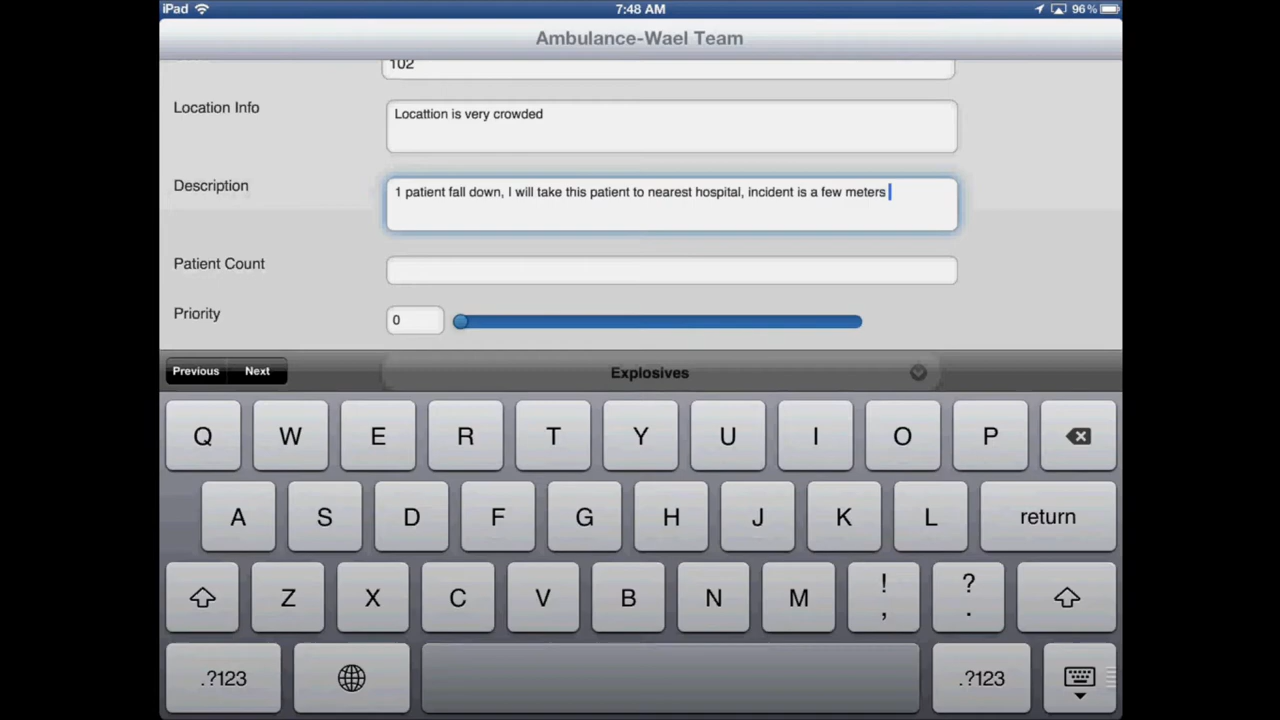 iPad 7:48 AM 96%
Ambulance-Wael Team
102
Location Info Locattion is very crowded
Description 1 patient fall down, I will take this patient to nearest hospital, incident is a few meters
Patient Count
Priority 0
Previous Next Explosives
Q W E R T Y U I O P
A S D F G H J K L return
Z X C V B N M ! , ? .
.?123 .?123